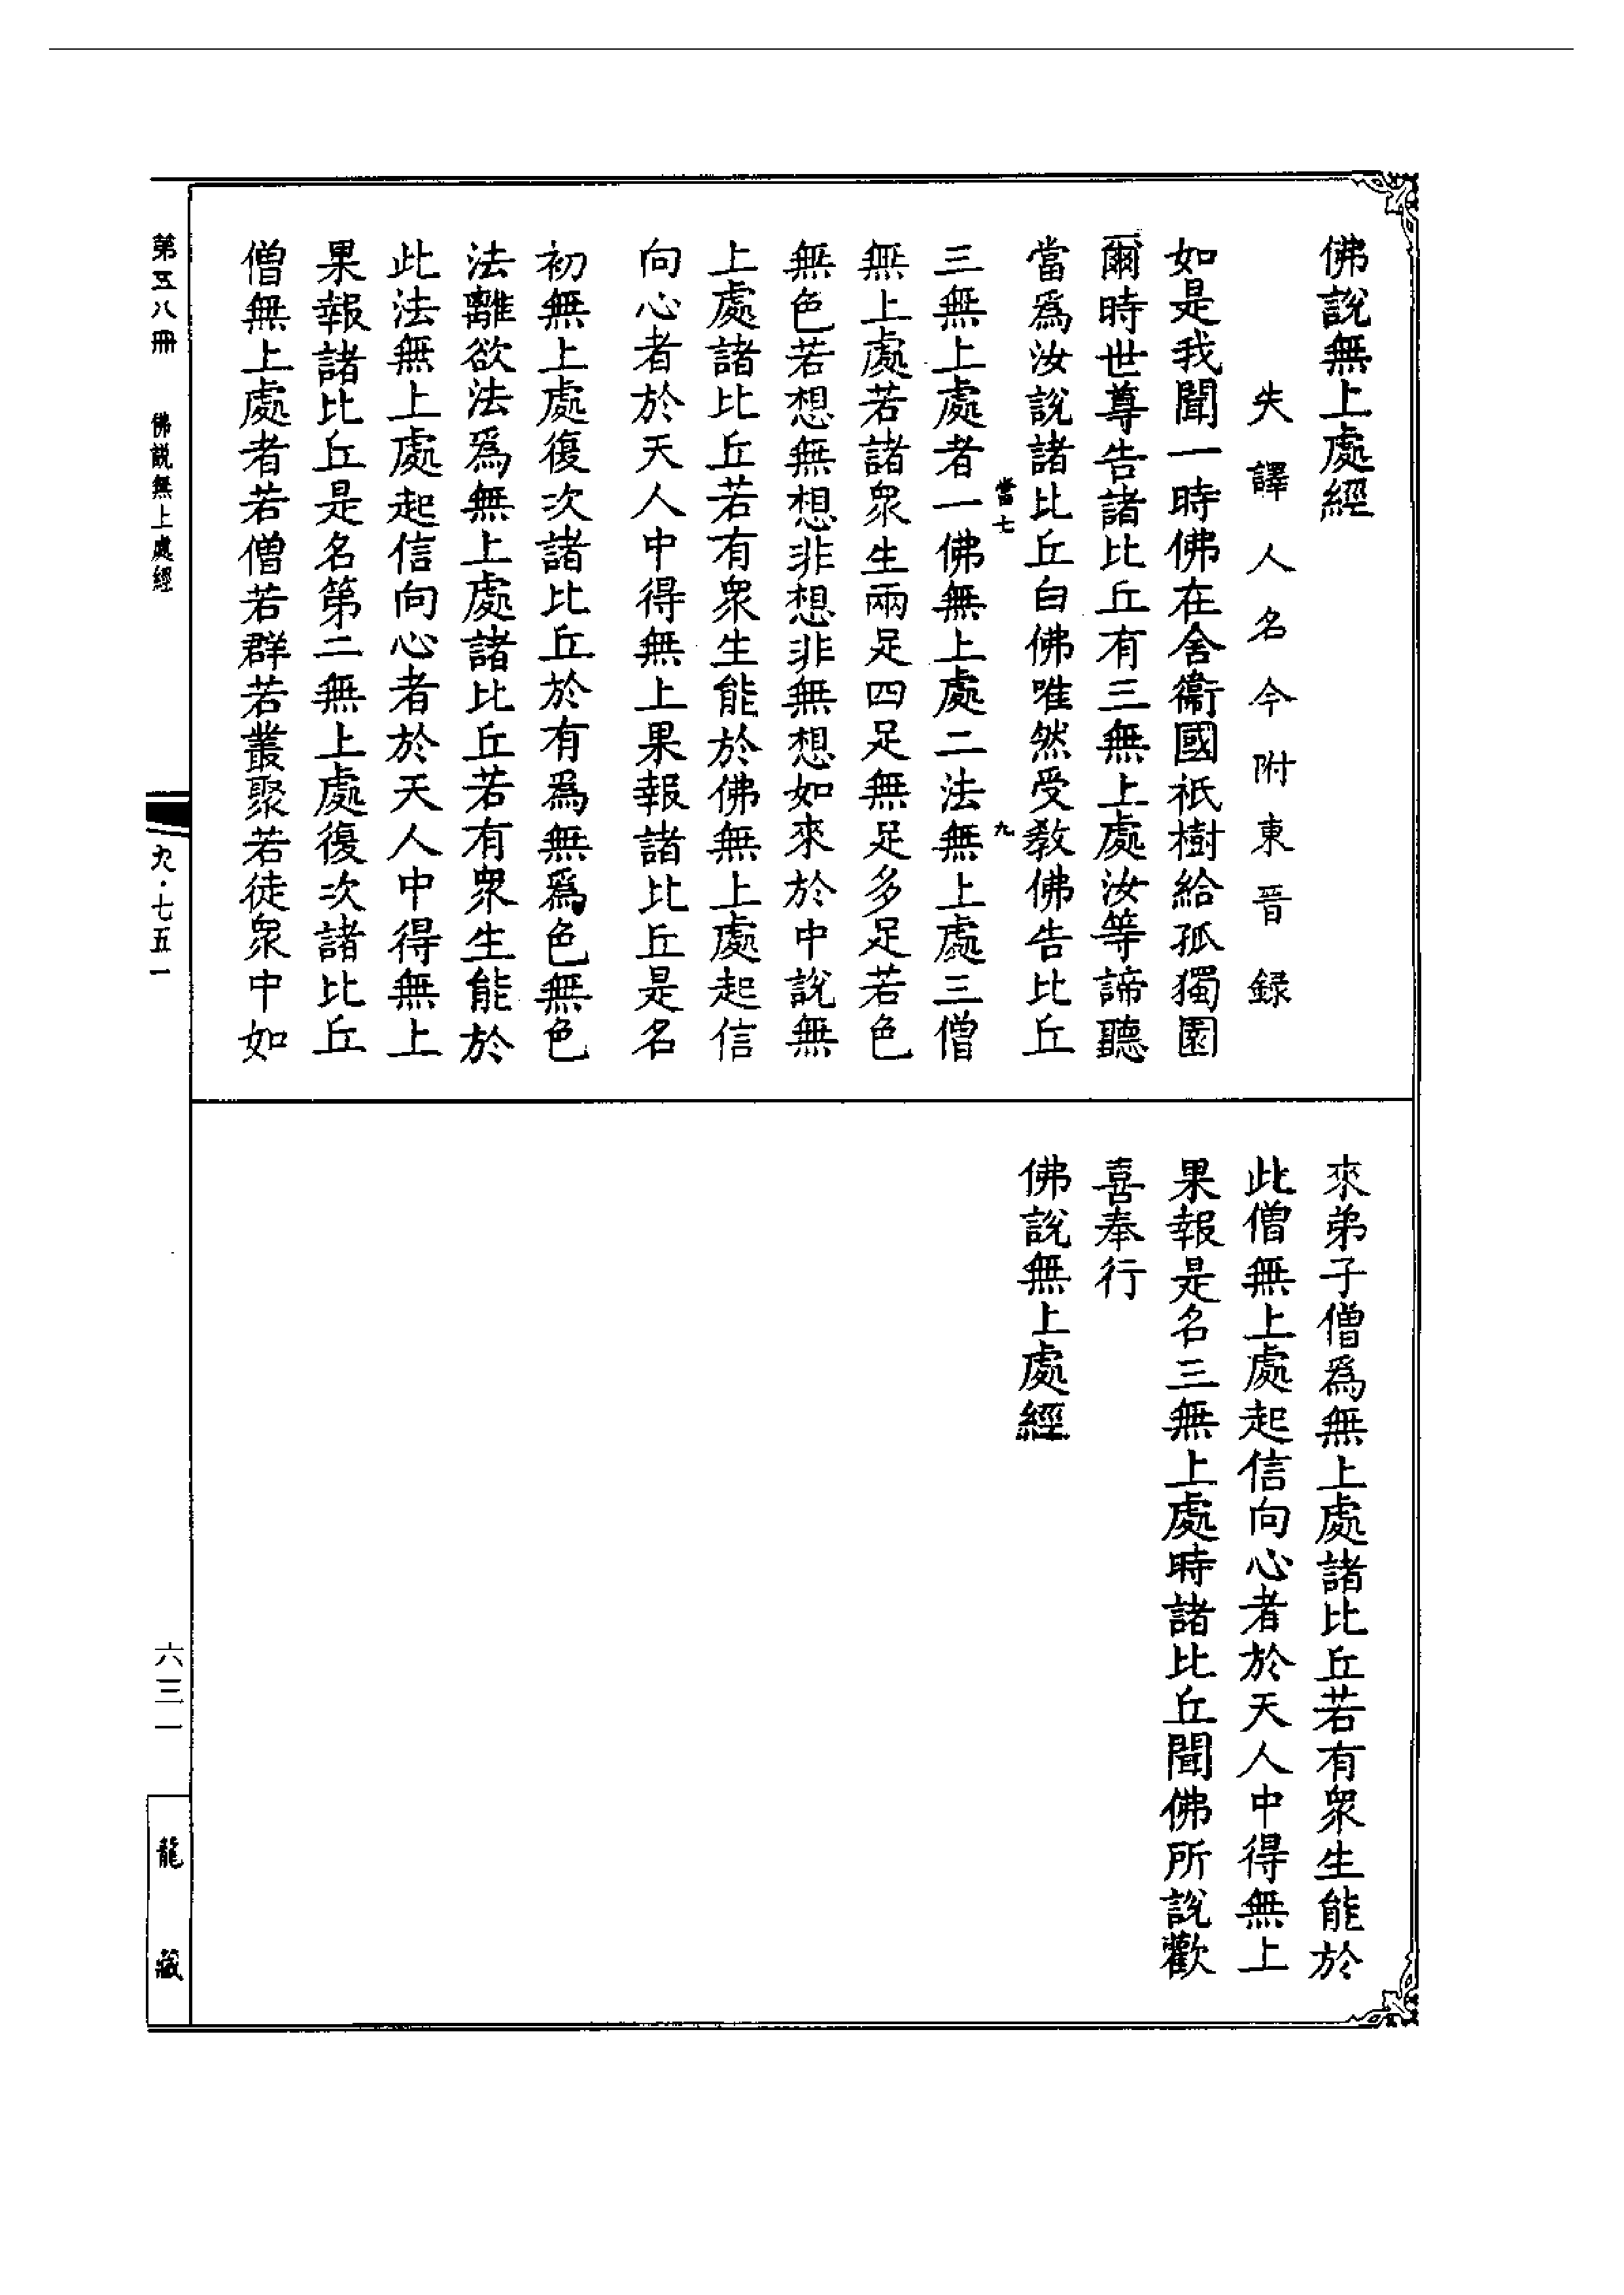 佛說無上處經
失譯人名今附東晉録
如是我聞一時佛在舍衞國祇樹給孤獨園
爾時世尊告諸比丘有三無上處汝等諦聽
當爲汝說諸比丘白佛唯然受教佛告比丘
當七
九
三無上處者一佛無上處二法無上處三僧
無上處若諸衆生兩足四足無足多足若色
無色若想無想非想非無想如來於中說無
上處諸比丘若有衆生能於佛無上處起信
向心者於天人中得無上果報諸比丘是名
初無上處復次諸比丘於有爲無爲色無色
法離欲法爲無上處諸比丘若有衆生能於
此法無上處起信向心者於天人中得無上
果報諸比丘是名第二無上處復次諸比丘
僧無上處者若僧若群若叢聚若徒衆中如
來弟子僧爲無上處諸比丘若有衆生能於
此僧無上處起信向心者於天人中得無上
果報是名三無上處時諸比丘聞佛所說歡
喜奉行
佛說無上處經
第五八冊
佛說無上處經
九·七五一
六三一
龍藏